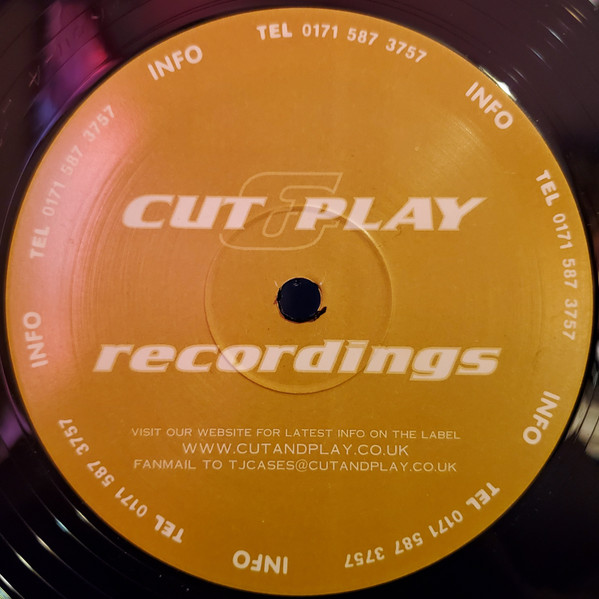 INFO TEL 0171 587 3757
INFO TEL 0171 587 3757
INFO TEL 0171 587 3757
INFO TEL 0171 587 3757
INFO TEL 0171 587 3757
CUT & PLAY
recordings
VISIT OUR WEBSITE FOR LATEST INFO ON THE LABEL
WWW.CUTANDPLAY.CO.UK
FANMAIL TO TJCASES@CUTANDPLAY.CO.UK